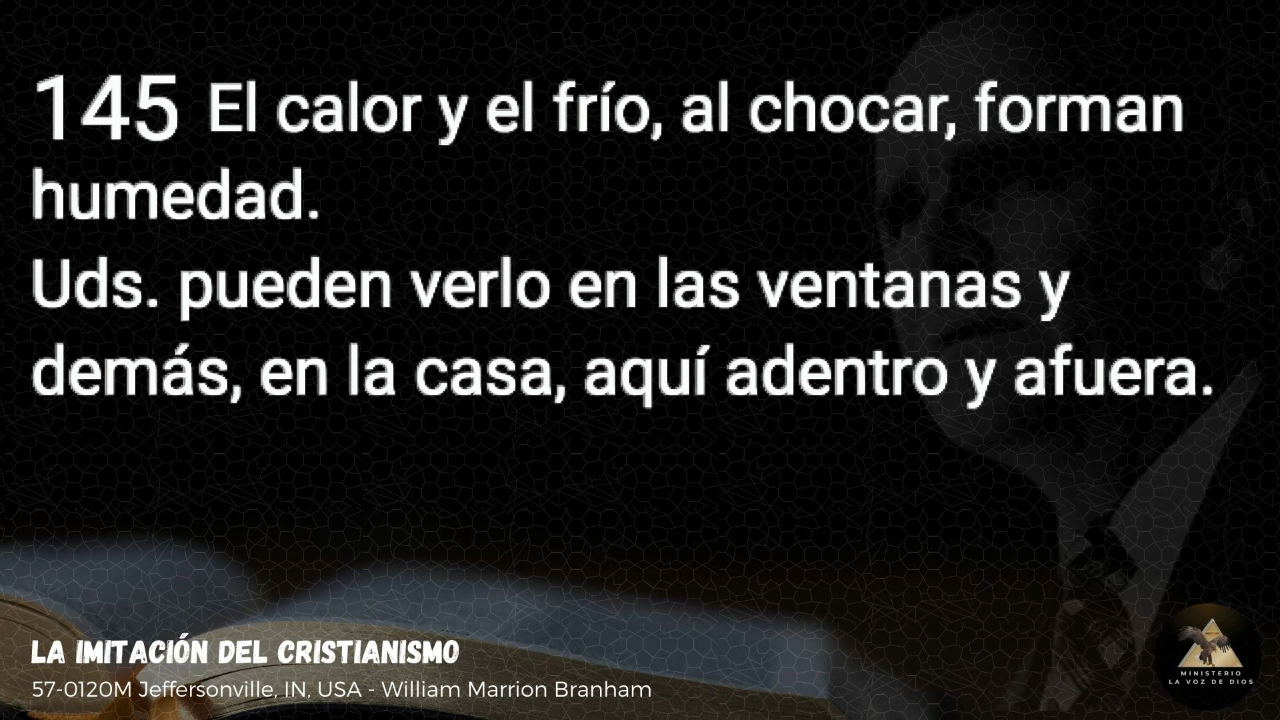 145 El calor y el frío, al chocar, forman
humedad.
Uds. pueden verlo en las ventanas y
demás, en la casa, aquí adentro y afuera.
LA IMITACIÓN DEL CRISTIANISMO
57-0120M Jeffersonville, IN, USA - William Marrion Branham
MINISTERIO
LA VOZ DE DIOS